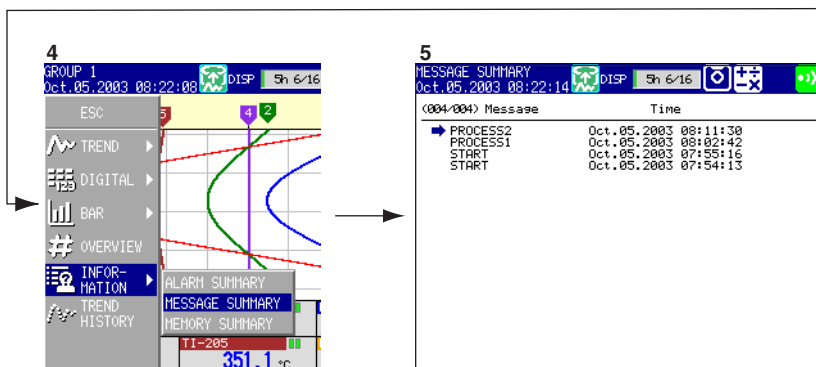 4
GROUP 1
Oct.05.2003 08:22:08
DISP
5h 6/16
ESC
TREND
DIGITAL
BAR
OVERVIEW
INFOR-
MATION
TREND
HISTORY
4
2
ALARM SUMMARY
MESSAGE SUMMARY
MEMORY SUMMARY
TI-205
351.1 °C
5
MESSAGE SUMMARY
Oct.05.2003 08:22:14
DISP
5h 6/16
(004/004) Message Time
PROCESS2 Oct.05.2003 08:11:30
PROCESS1 Oct.05.2003 08:02:42
START Oct.05.2003 07:55:16
START Oct.05.2003 07:54:13